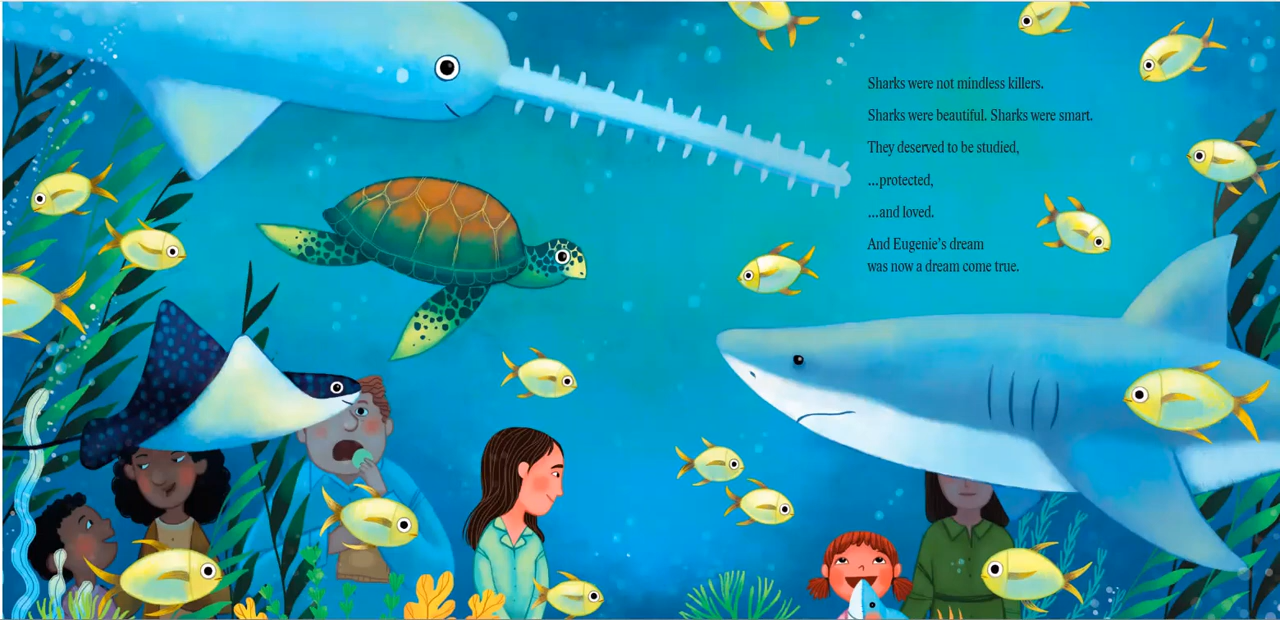 Sharks were not mindless killers.
Sharks were beautiful. Sharks were smart.
They deserved to be studied,
...protected,
...and loved.
And Eugenie's dream
was now a dream come true.